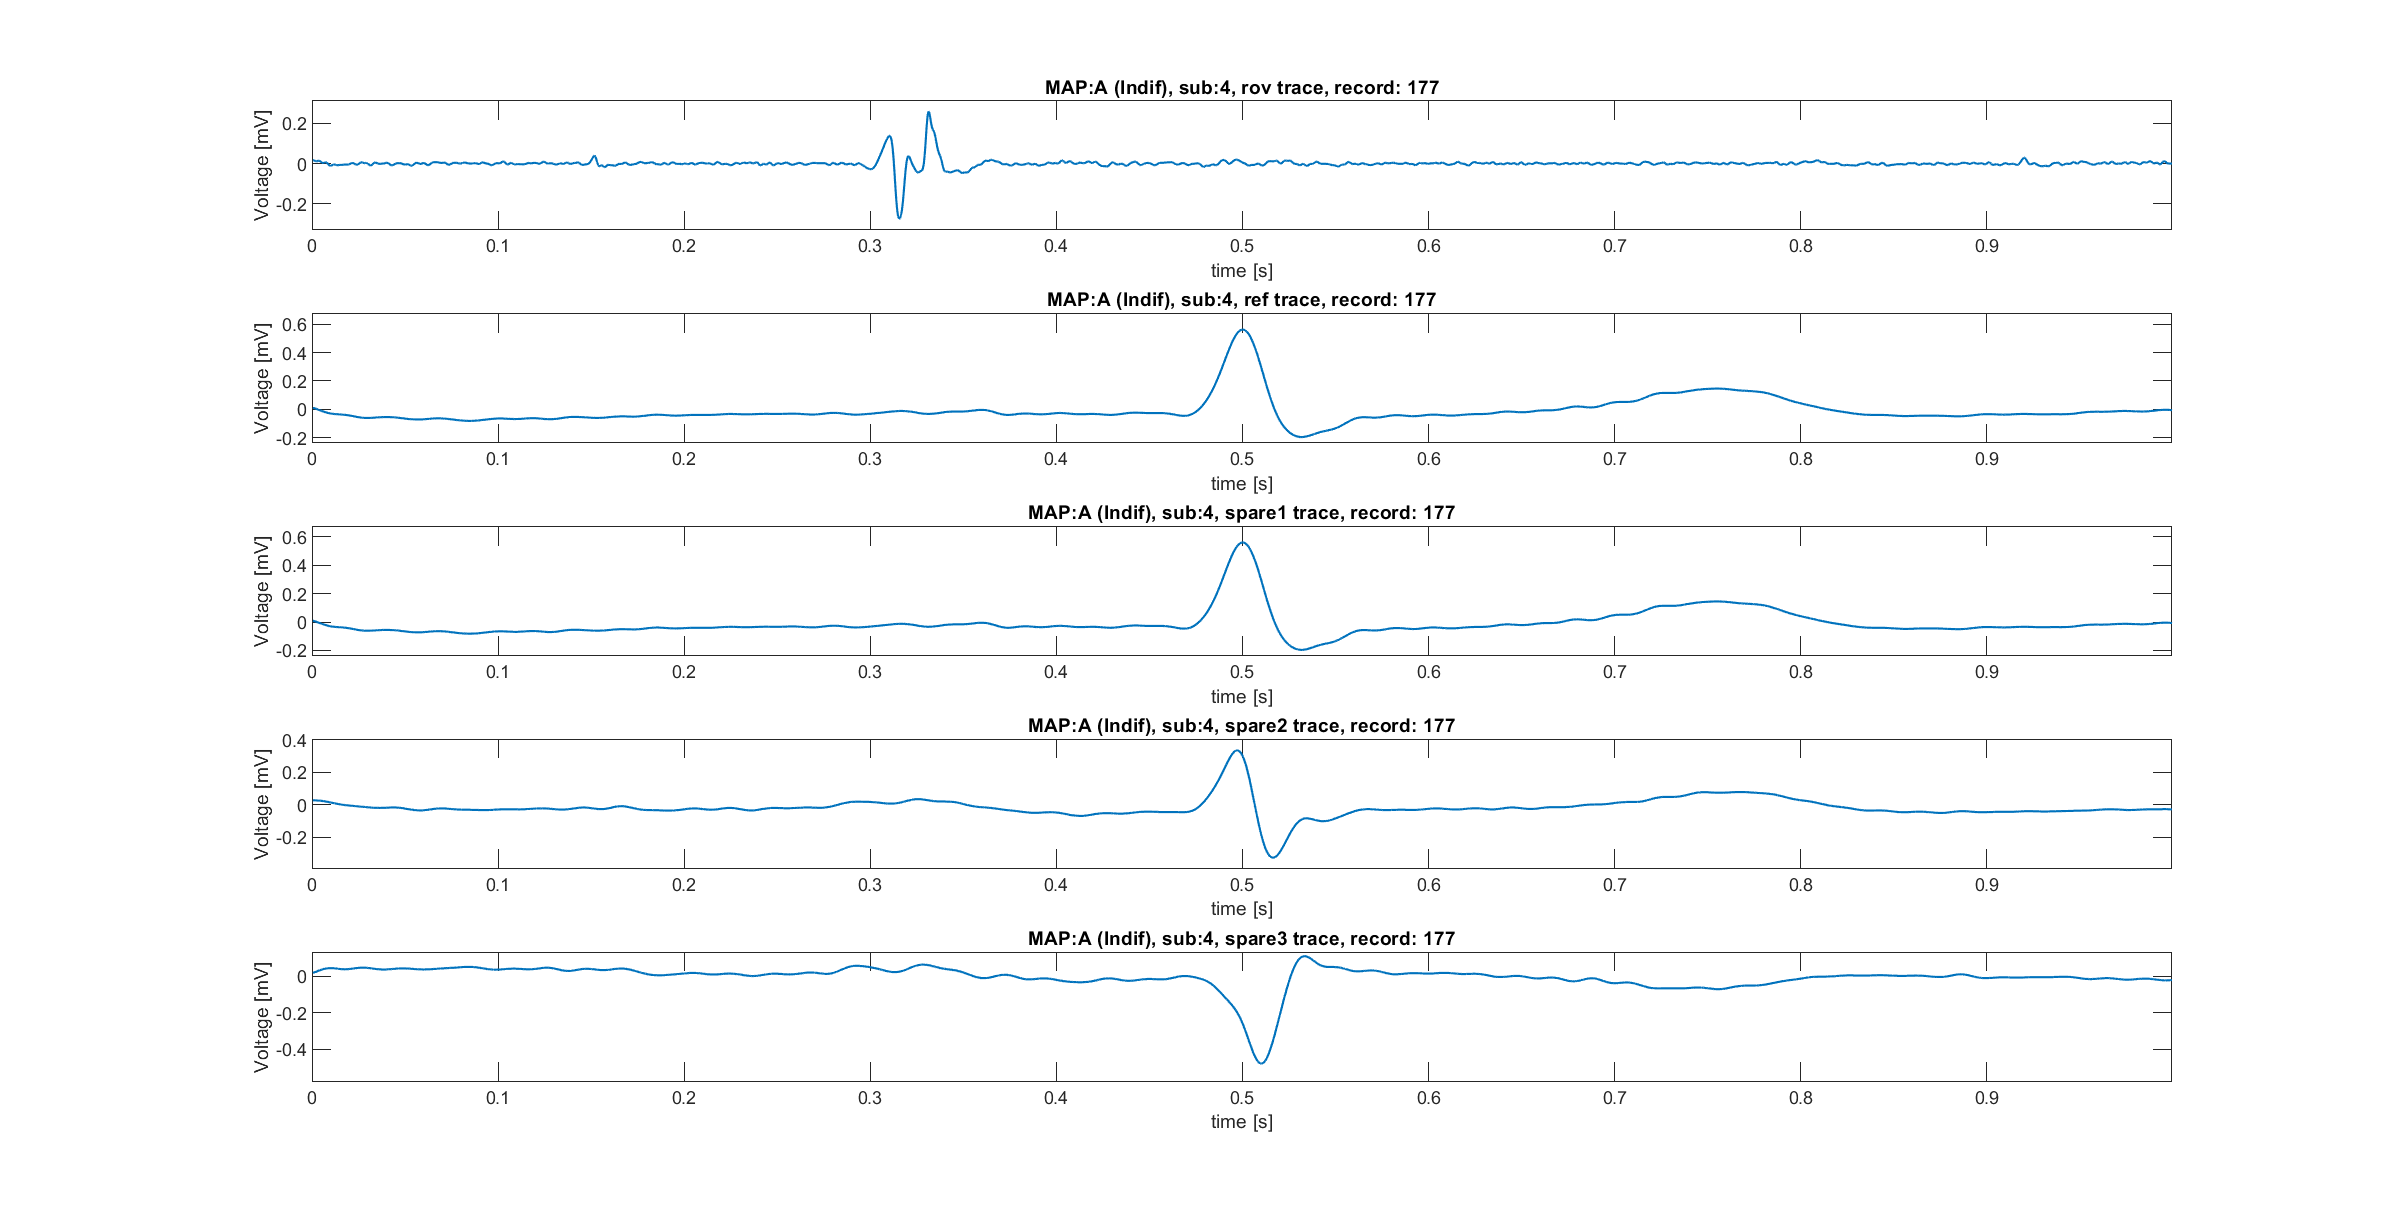 MAP:A (Indif), sub:4, rov trace, record: 177
Voltage [mV]
0.2
0
-0.2
0 0.1 0.2 0.3 0.4 0.5 0.6 0.7 0.8 0.9
time [s]
MAP:A (Indif), sub:4, ref trace, record: 177
Voltage [mV]
0.6
0.4
0.2
0
-0.2
0 0.1 0.2 0.3 0.4 0.5 0.6 0.7 0.8 0.9
time [s]
MAP:A (Indif), sub:4, spare1 trace, record: 177
Voltage [mV]
0.6
0.4
0.2
0
-0.2
0 0.1 0.2 0.3 0.4 0.5 0.6 0.7 0.8 0.9
time [s]
MAP:A (Indif), sub:4, spare2 trace, record: 177
Voltage [mV]
0.4
0.2
0
-0.2
0 0.1 0.2 0.3 0.4 0.5 0.6 0.7 0.8 0.9
time [s]
MAP:A (Indif), sub:4, spare3 trace, record: 177
Voltage [mV]
0
-0.2
-0.4
0 0.1 0.2 0.3 0.4 0.5 0.6 0.7 0.8 0.9
time [s]